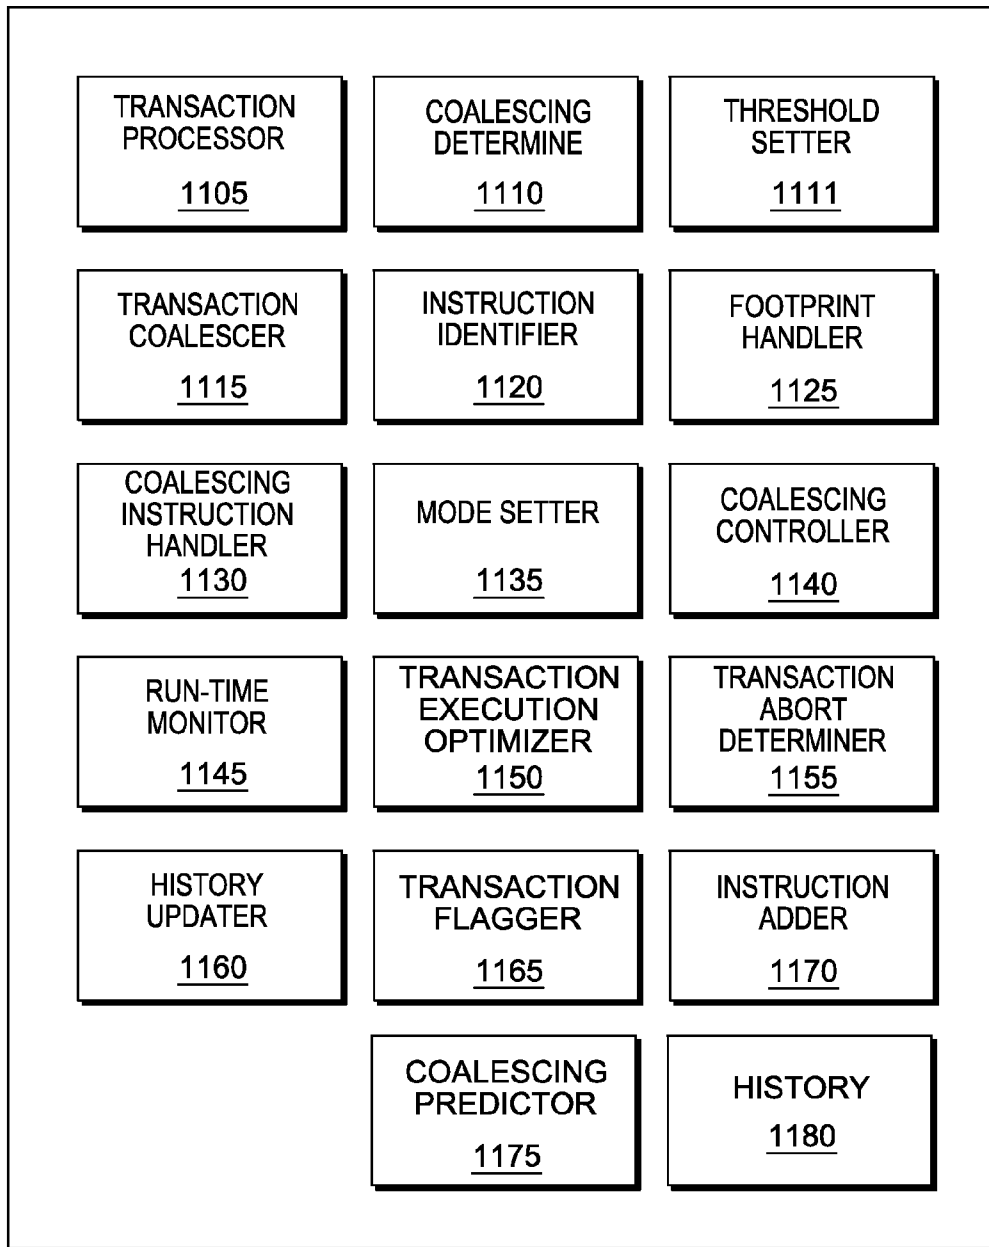 TRANSACTION
PROCESSOR
1105
COALESCING
DETERMINE
1110
THRESHOLD
SETTER
1111
TRANSACTION
COALESCER
1115
INSTRUCTION
IDENTIFIER
1120
FOOTPRINT
HANDLER
1125
COALESCING
INSTRUCTION
HANDLER
1130
MODE SETTER
1135
COALESCING
CONTROLLER
1140
RUN-TIME
MONITOR
1145
TRANSACTION
EXECUTION
OPTIMIZER
1150
TRANSACTION
ABORT
DETERMINER
1155
HISTORY
UPDATER
1160
TRANSACTION
FLAGGER
1165
INSTRUCTION
ADDER
1170
COALESCING
PREDICTOR
1175
HISTORY
1180